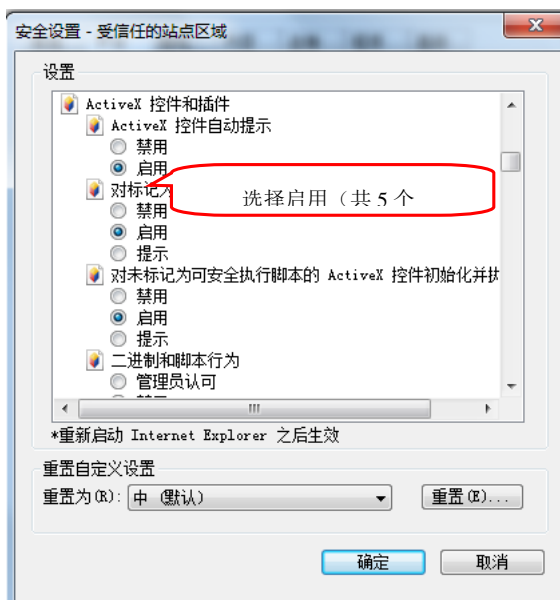 安全设置 - 受信任的站点区域
设置
ActiveX 控件和插件
ActiveX 控件自动提示
禁用
启用
对标记为
选择启用（共 5 个
禁用
启用
提示
对未标记为可安全执行脚本的 ActiveX 控件初始化并执
禁用
启用
提示
二进制和脚本行为
管理员认可
*重新启动 Internet Explorer 之后生效
重置自定义设置
重置为(R):
中 (默认)
重置(E)...
确定
取消